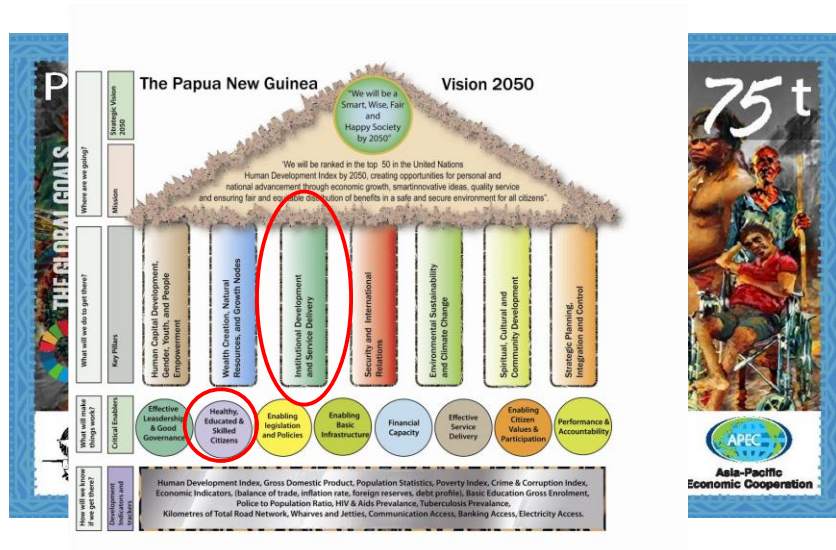 P
THE GLOBAL GOALS
75t
APEC
Asia-Pacific
Economic Cooperation
The Papua New Guinea Vision 2050
Where are we going?
Strategic Vision
2050
"We will be a
Smart, Wise, Fair
and
Happy Society
by 2050"
Mission
'We will be ranked in the top 50 in the United Nations
Human Development Index by 2050, creating opportunities for personal and
national advancement through economic growth, smartinnovative ideas, quality service
and ensuring fair and equitable distribution of benefits in a safe and secure environment for all citizens".
What will we do to get there?
Key Pillars
Human Capital Development,
Gender, Youth, and People
Empowerment
Wealth Creation, Natural
Resources, and Growth Nodes
Institutional Development
and Service Delivery
Security and International
Relations
Environmental Sustainability
and Climate Change
Spiritual, Cultural and
Community Development
Strategic Planning,
Integration and Control
What will make
things work?
Critical Enablers
Effective
Leasdership
& Good
Governance
Healthy,
Educated &
Skilled
Citizens
Enabling
legislation
and Policies
Enabling
Basic
Infrastructure
Financial
Capacity
Effective
Service
Delivery
Enabling
Citizen
Values &
Participation
Performance &
Accountability
How will we know
if we get there?
Development
Indicators and
trackers
Human Development Index, Gross Domestic Product, Population Statistics, Poverty Index, Crime & Corruption Index,
Economic Indicators, (balance of trade, inflation rate, foreign reserves, debt profile), Basic Education Gross Enrolment,
Police to Population Ratio, HIV & Aids Prevalance, Tuberculosis Prevalance,
Kilometres of Total Road Network, Wharves and Jetties, Communication Access, Banking Access, Electricity Access.